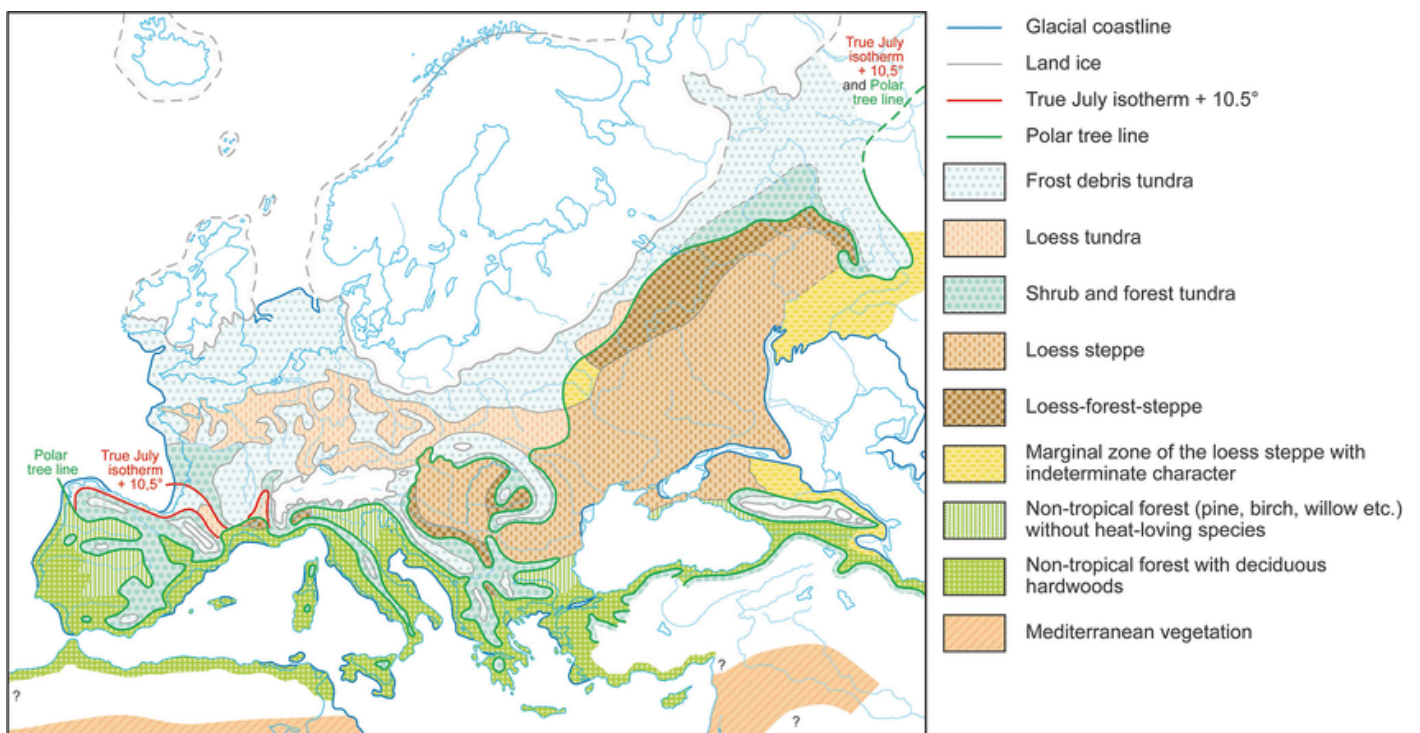 True July
isotherm
+ 10,5°
and Polar
tree line
Polar
tree line
True July
isotherm
+ 10,5°
?
?
?
Glacial coastline
Land ice
True July isotherm + 10.5°
Polar tree line
Frost debris tundra
Loess tundra
Shrub and forest tundra
Loess steppe
Loess-forest-steppe
Marginal zone of the loess steppe with
indeterminate character
Non-tropical forest (pine, birch, willow etc.)
without heat-loving species
Non-tropical forest with deciduous
hardwoods
Mediterranean vegetation